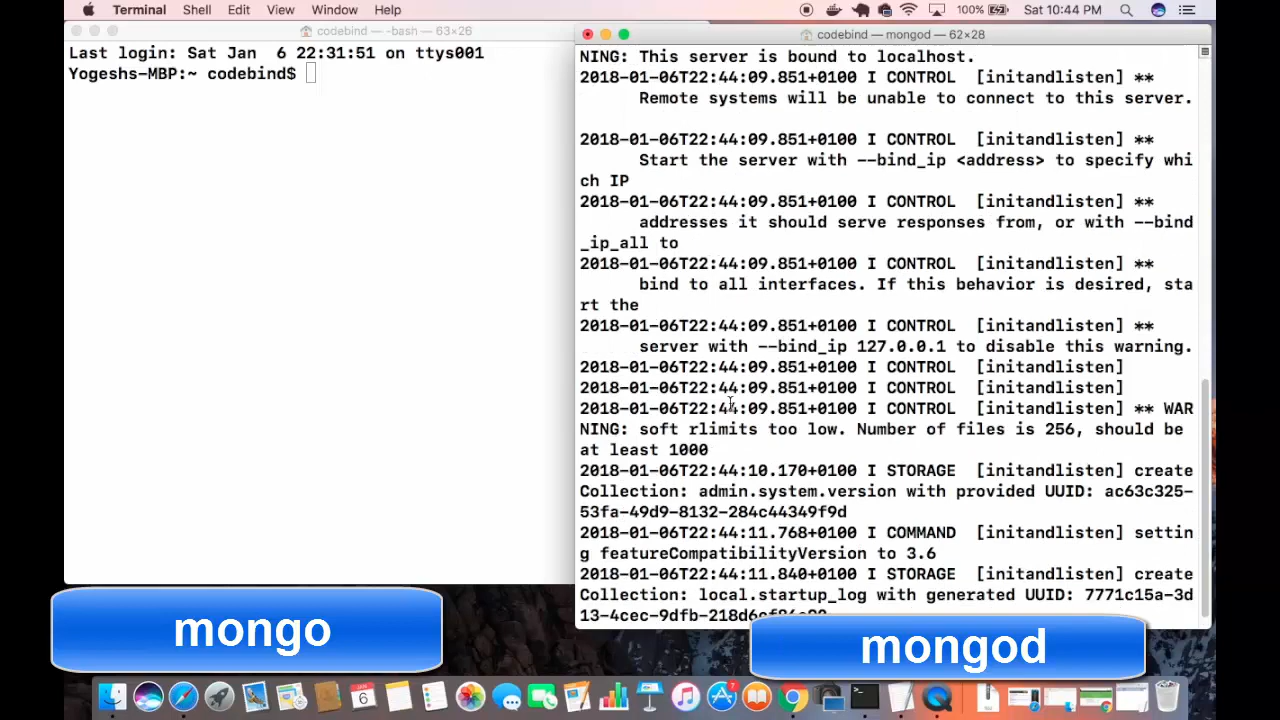 Terminal Shell Edit View Window Help 100% Sat 10:44 PM
codebind — -bash — 63×26
Last login: Sat Jan  6 22:31:51 on ttys001
Yogeshs-MBP:~ codebind$
codebind — mongod — 62×28
NING: This server is bound to localhost.
2018-01-06T22:44:09.851+0100 I CONTROL  [initandlisten] **
Remote systems will be unable to connect to this server.
2018-01-06T22:44:09.851+0100 I CONTROL  [initandlisten] **
Start the server with --bind_ip <address> to specify whi
ch IP
2018-01-06T22:44:09.851+0100 I CONTROL  [initandlisten] **
addresses it should serve responses from, or with --bind
_ip_all to
2018-01-06T22:44:09.851+0100 I CONTROL  [initandlisten] **
bind to all interfaces. If this behavior is desired, sta
rt the
2018-01-06T22:44:09.851+0100 I CONTROL  [initandlisten] **
server with --bind_ip 127.0.0.1 to disable this warning.
2018-01-06T22:44:09.851+0100 I CONTROL  [initandlisten]
2018-01-06T22:44:09.851+0100 I CONTROL  [initandlisten]
2018-01-06T22:44:09.851+0100 I CONTROL  [initandlisten] ** WAR
NING: soft rlimits too low. Number of files is 256, should be
at least 1000
2018-01-06T22:44:10.170+0100 I STORAGE  [initandlisten] create
Collection: admin.system.version with provided UUID: ac63c325-
53fa-49d9-8132-284c44349f9d
2018-01-06T22:44:11.768+0100 I COMMAND  [initandlisten] settin
g featureCompatibilityVersion to 3.6
2018-01-06T22:44:11.840+0100 I STORAGE  [initandlisten] create
Collection: local.startup_log with generated UUID: 7771c15a-3d
mongo
mongod